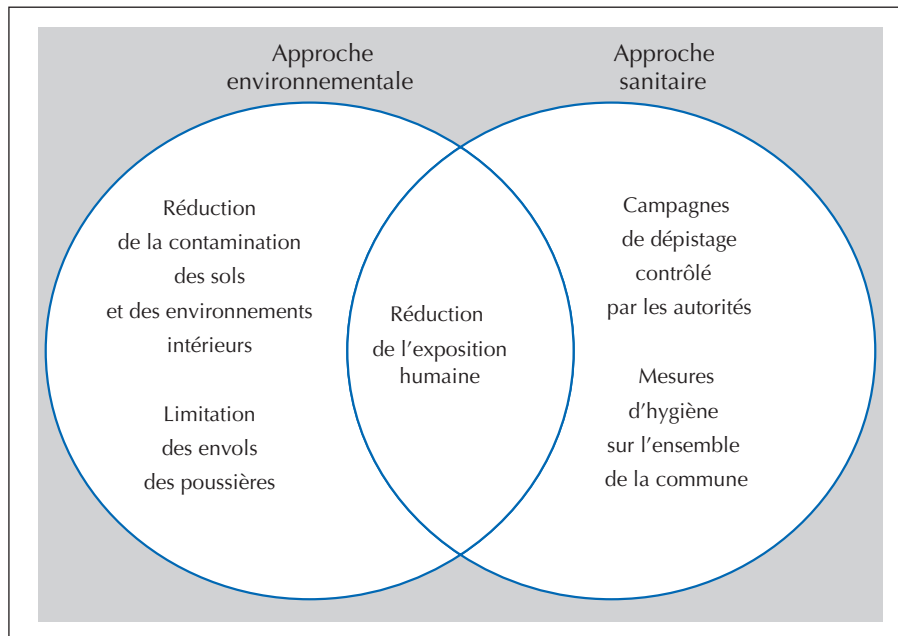 Approche
environnementale
Approche
sanitaire
Réduction
de la contamination
des sols
et des environnements
intérieurs
Limitation
des envols
des poussières
Réduction
de l'exposition
humaine
Campagnes
de dépistage
contrôlé
par les autorités
Mesures
d'hygiène
sur l'ensemble
de la commune